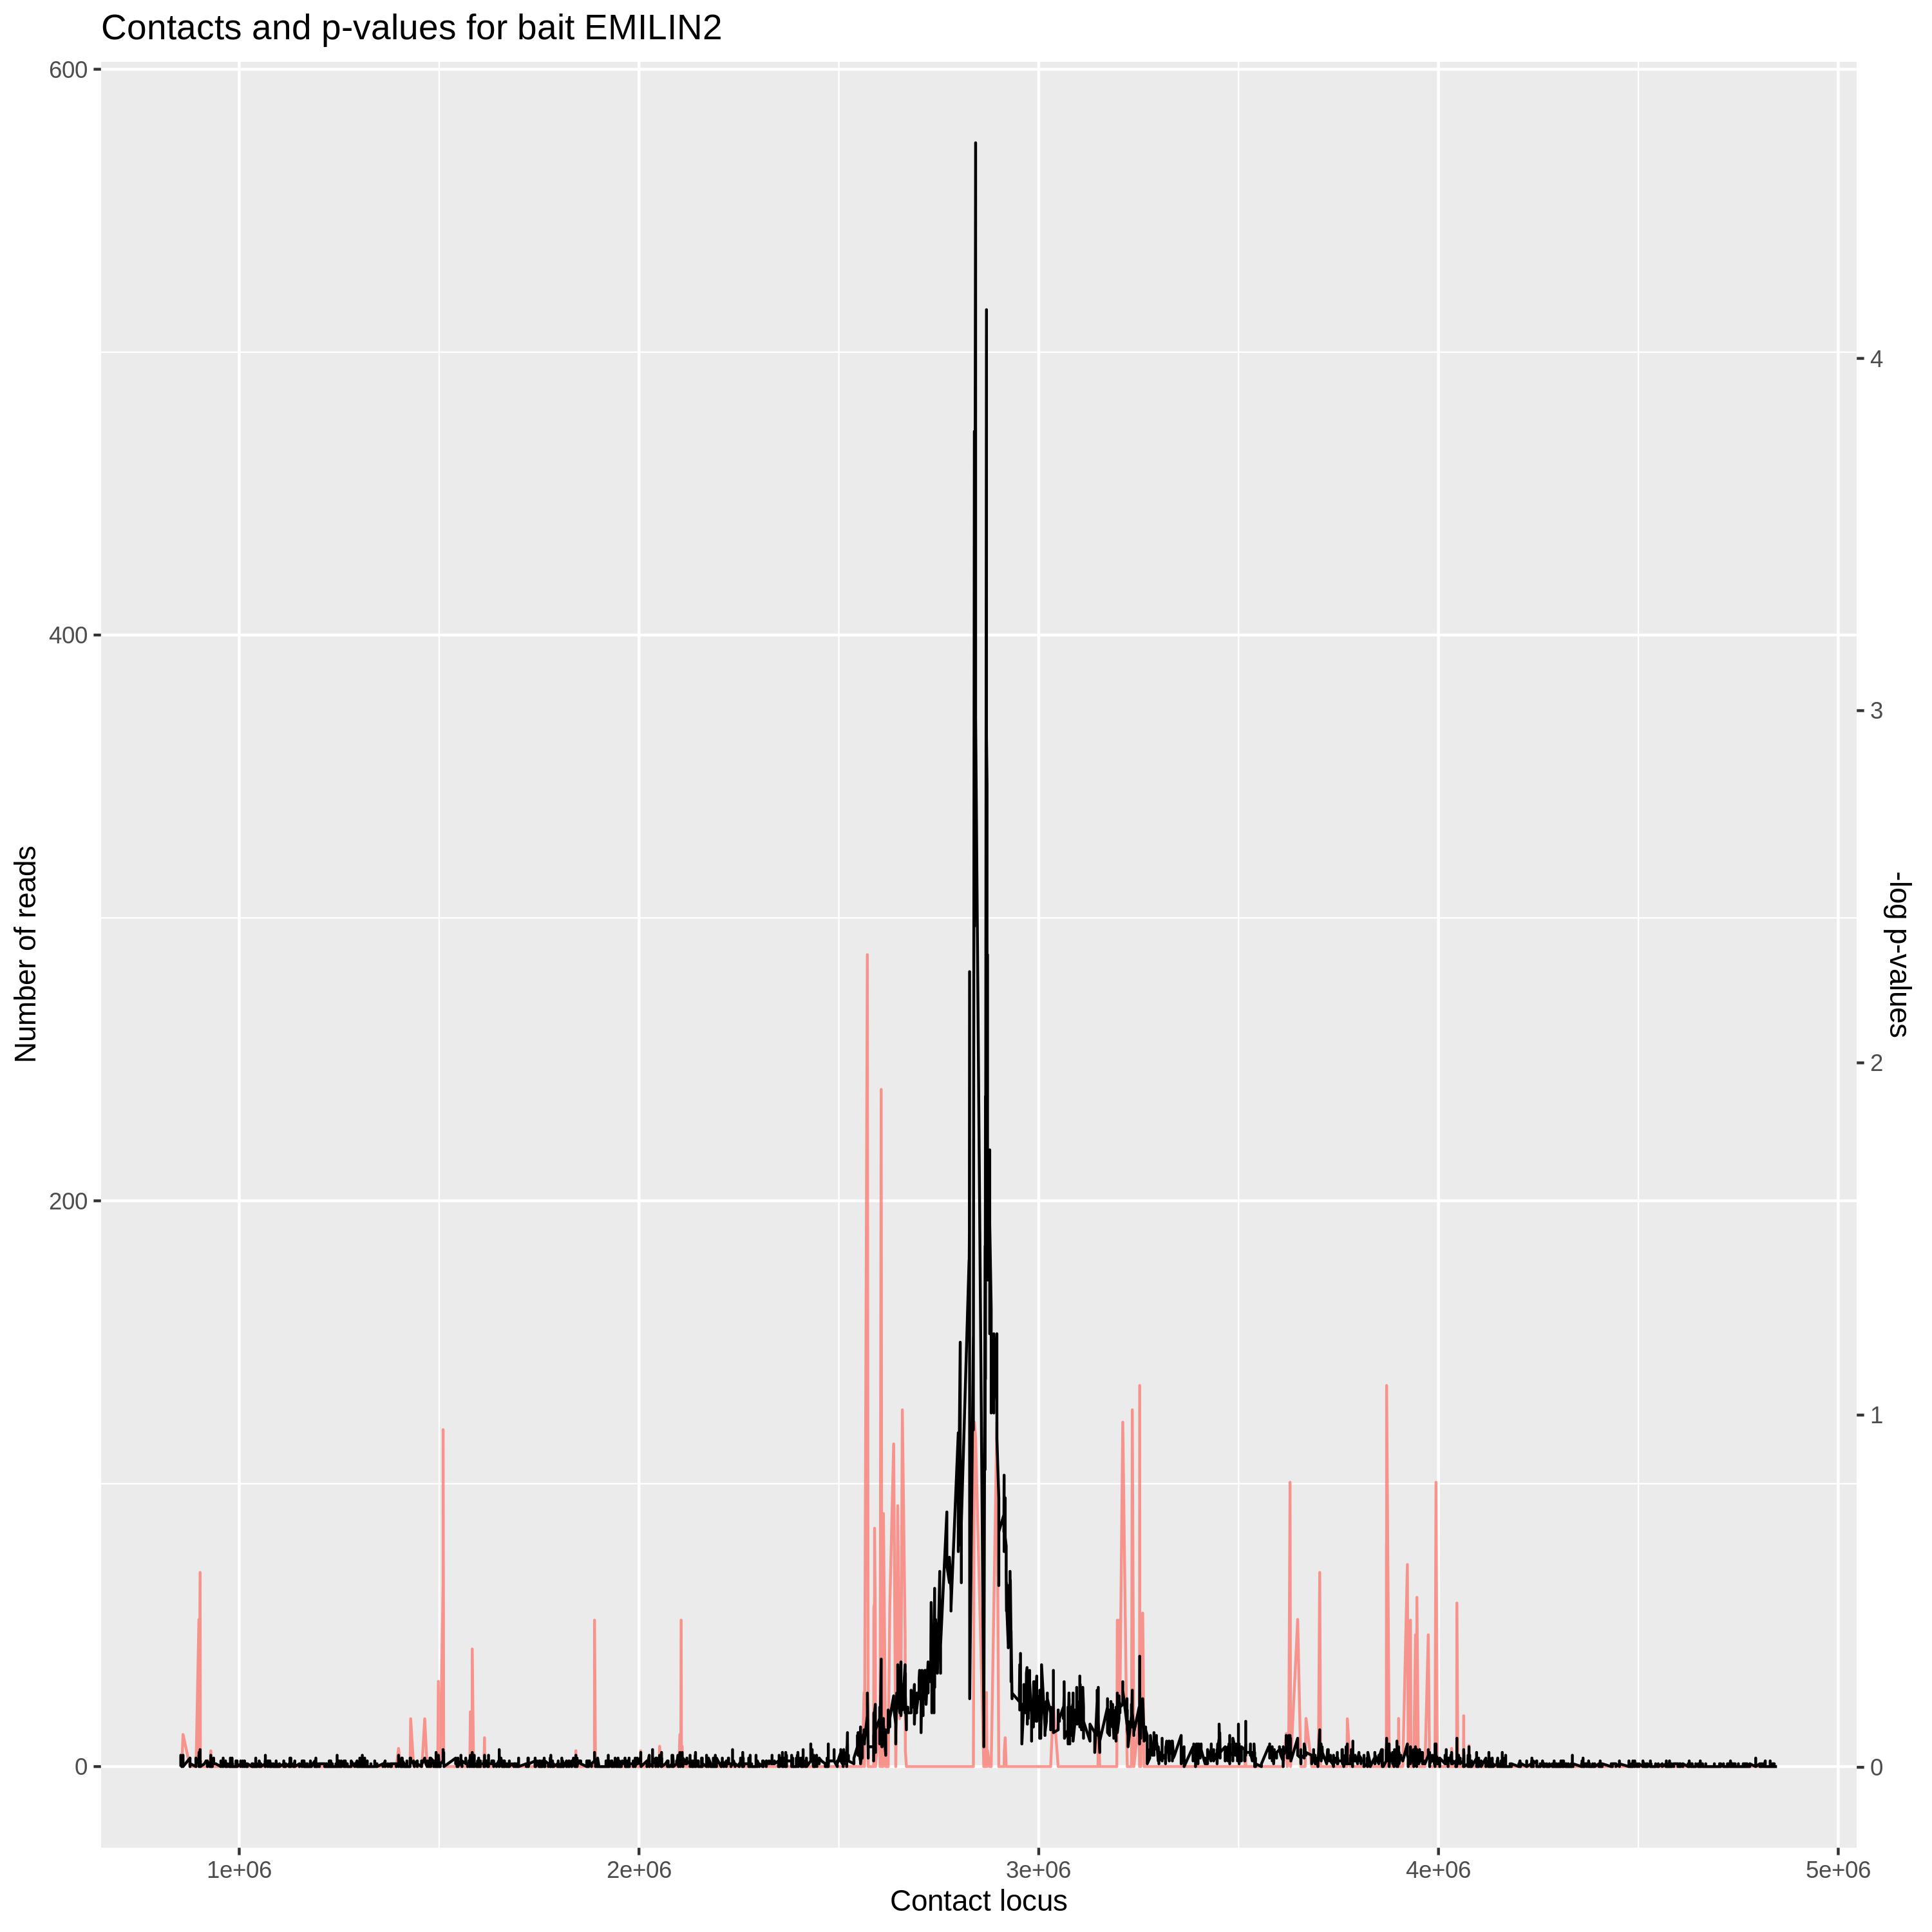 Contacts and p-values for bait EMILIN2
600
400
200
0
Number of reads
4
3
2
1
0
-log p-values
1e+06 2e+06 3e+06 4e+06 5e+06
Contact locus